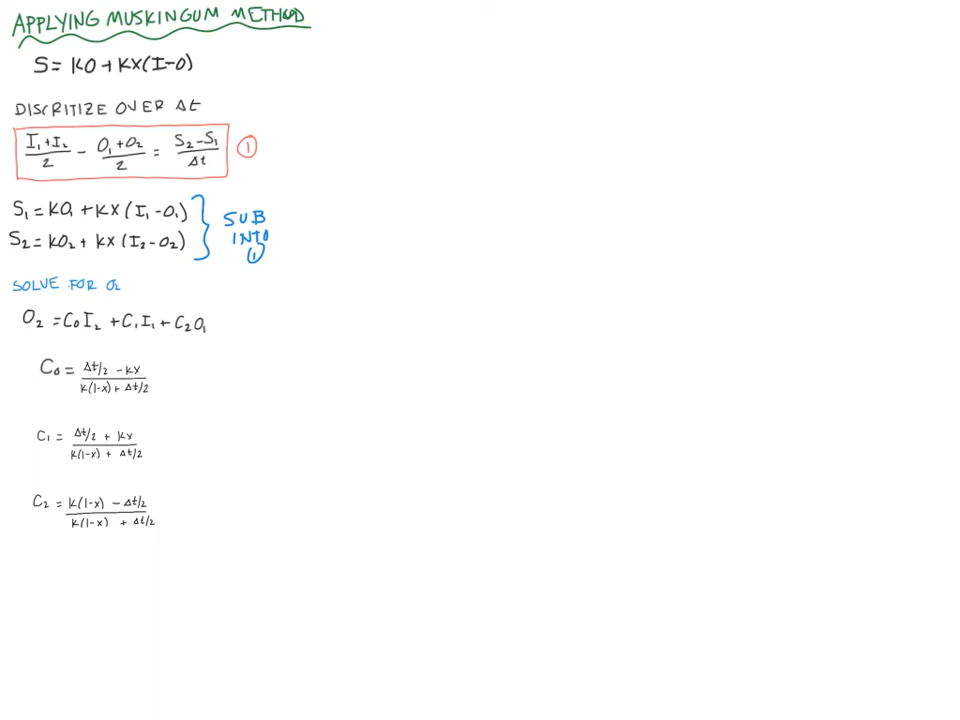 APPLYING MUSKINGUM METHOD
S = KO + KX(I-O)
DISCRITIZE OVER Δt
(I₁+I₂)/2 - (O₁+O₂)/2 = (S₂-S₁)/Δt ①
S₁ = KO₁ + KX(I₁-O₁)
S₂ = KO₂ + KX(I₂-O₂)
SUB
INTO
①
SOLVE FOR O₂
O₂ = C₀I₂ + C₁I₁ + C₂O₁
C₀ = (Δt/2 - KX)/(K(1-x) + Δt/2)
C₁ = (Δt/2 + KX)/(K(1-x) + Δt/2)
C₂ = (K(1-x) - Δt/2)/(K(1-x) + Δt/2)